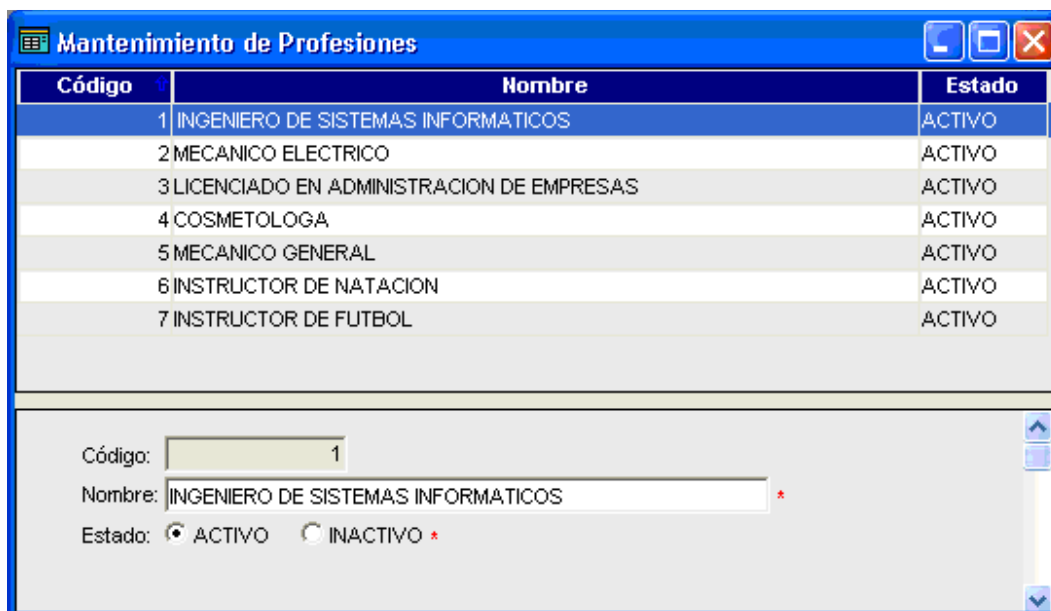 Mantenimiento de Profesiones
Código Nombre Estado
1 INGENIERO DE SISTEMAS INFORMATICOS ACTIVO
2 MECANICO ELECTRICO ACTIVO
3 LICENCIADO EN ADMINISTRACION DE EMPRESAS ACTIVO
4 COSMETOLOGA ACTIVO
5 MECANICO GENERAL ACTIVO
6 INSTRUCTOR DE NATACION ACTIVO
7 INSTRUCTOR DE FUTBOL ACTIVO
Código: 1
Nombre: INGENIERO DE SISTEMAS INFORMATICOS *
Estado: ACTIVO INACTIVO *